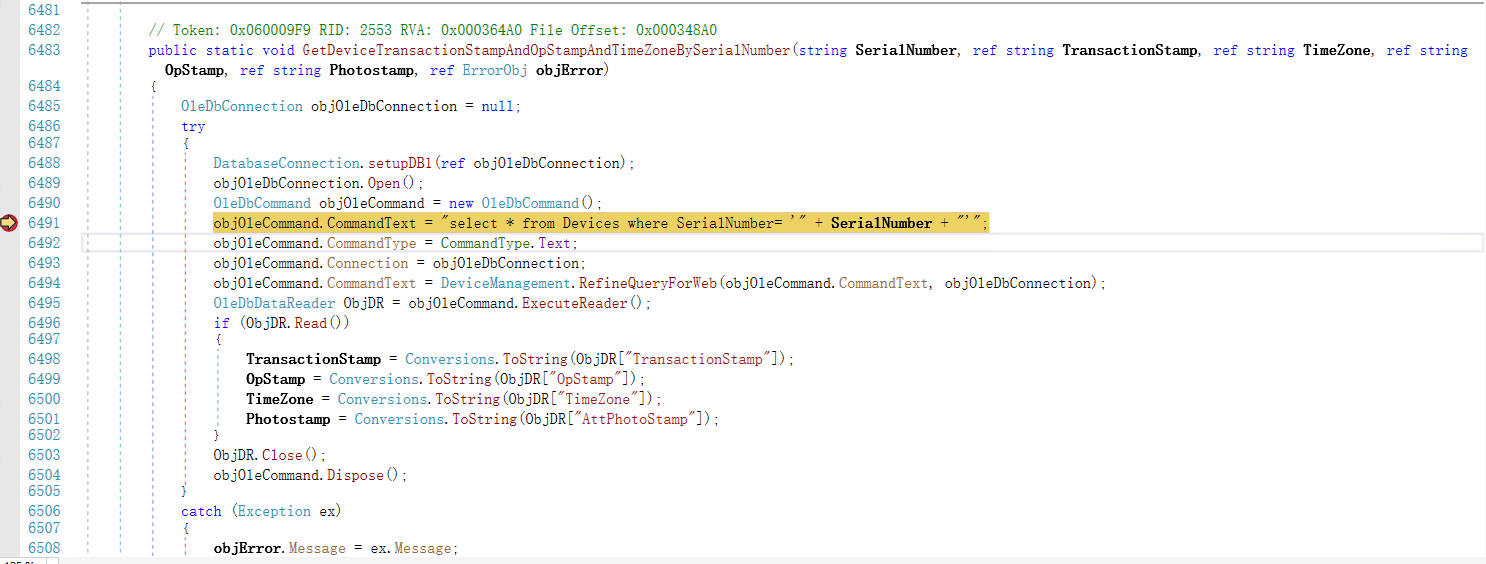 6481
6482 // Token: 0x060009F9 RID: 2553 RVA: 0x000364A0 File Offset: 0x000348A0
6483 public static void GetDeviceTransactionStampAndOpStampAndTimeZoneBySerialNumber(string SerialNumber, ref string TransactionStamp, ref string TimeZone, ref string
OpStamp, ref string Photostamp, ref ErrorObj objError)
6484 {
6485 OleDbConnection objOleDbConnection = null;
6486 try
6487 {
6488 DatabaseConnection.setupDB1(ref objOleDbConnection);
6489 objOleDbConnection.Open();
6490 OleDbCommand objOleCommand = new OleDbCommand();
6491 objOleCommand.CommandText = "select * from Devices where SerialNumber= '" + SerialNumber + "'";
6492 objOleCommand.CommandType = CommandType.Text;
6493 objOleCommand.Connection = objOleDbConnection;
6494 objOleCommand.CommandText = DeviceManagement.RefineQueryForWeb(objOleCommand.CommandText, objOleDbConnection);
6495 OleDbDataReader ObjDR = objOleCommand.ExecuteReader();
6496 if (ObjDR.Read())
6497 {
6498 TransactionStamp = Conversions.ToString(ObjDR["TransactionStamp"]);
6499 OpStamp = Conversions.ToString(ObjDR["OpStamp"]);
6500 TimeZone = Conversions.ToString(ObjDR["TimeZone"]);
6501 Photostamp = Conversions.ToString(ObjDR["AttPhotoStamp"]);
6502 }
6503 ObjDR.Close();
6504 objOleCommand.Dispose();
6505 }
6506 catch (Exception ex)
6507 {
6508 objError.Message = ex.Message;